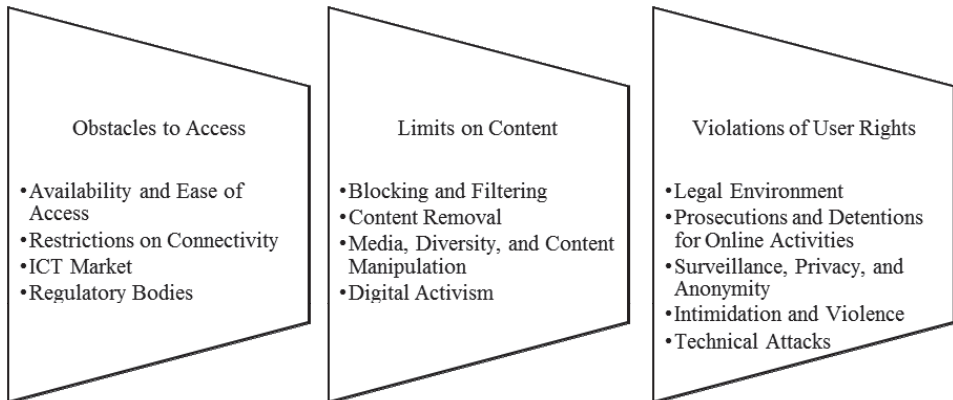 Obstacles to Access
•Availability and Ease of
Access
•Restrictions on Connectivity
•ICT Market
•Regulatory Bodies
Limits on Content
•Blocking and Filtering
•Content Removal
•Media, Diversity, and Content
Manipulation
•Digital Activism
Violations of User Rights
•Legal Environment
•Prosecutions and Detentions
for Online Activities
•Surveillance, Privacy, and
Anonymity
•Intimidation and Violence
•Technical Attacks